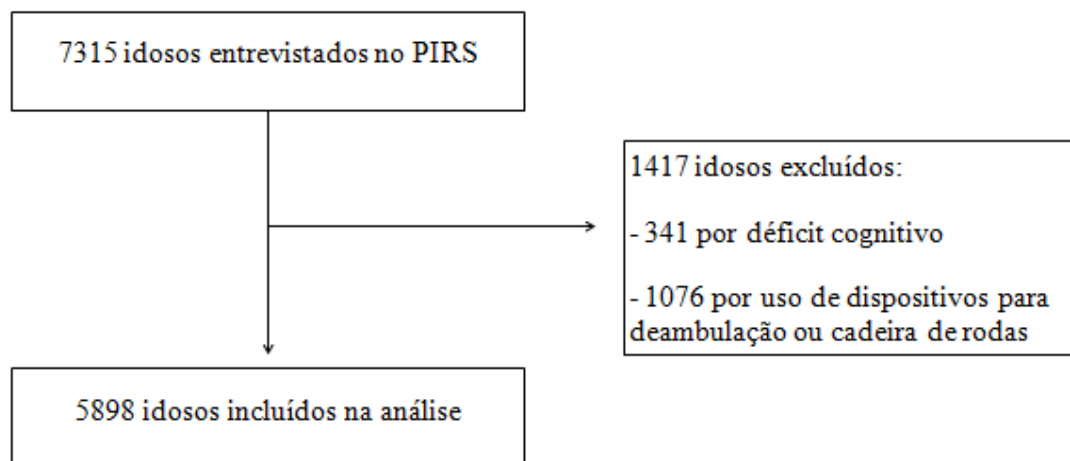 7315 idosos entrevistados no PIRS
1417 idosos excluídos:
- 341 por déficit cognitivo
- 1076 por uso de dispositivos para
deambulação ou cadeira de rodas
5898 idosos incluídos na análise